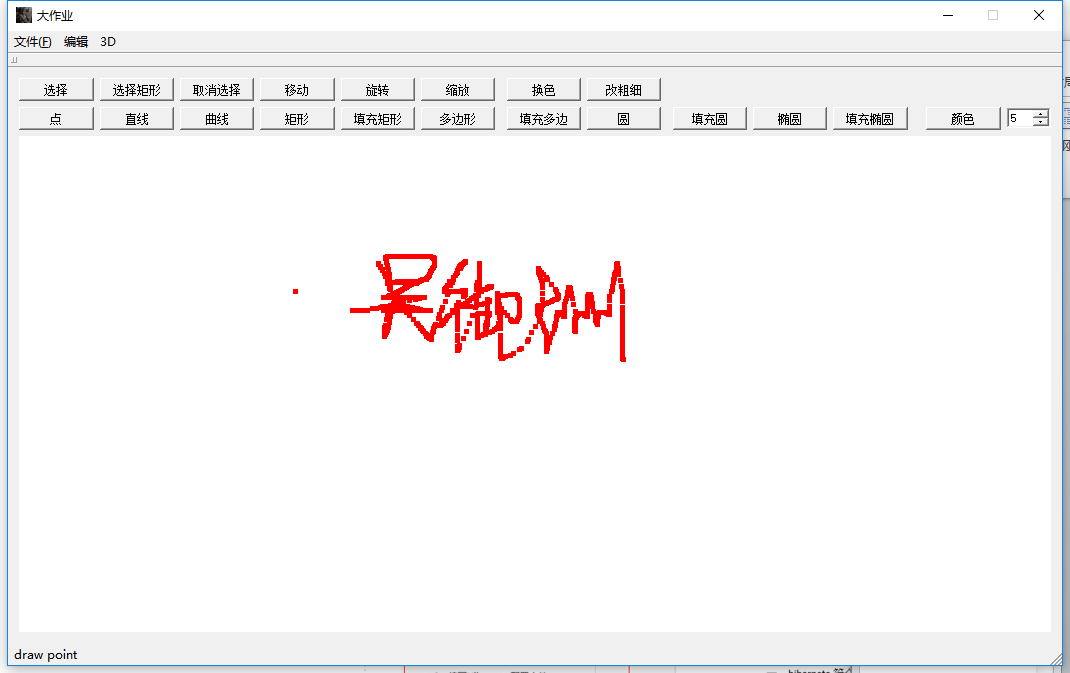 大作业
文件(F) 编辑 3D
选择 选择矩形 取消选择 移动 旋转 缩放 换色 改粗细
点 直线 曲线 矩形 填充矩形 多边形 填充多边 圆 填充圆 椭圆 填充椭圆 颜色 5
吴御洲
draw point